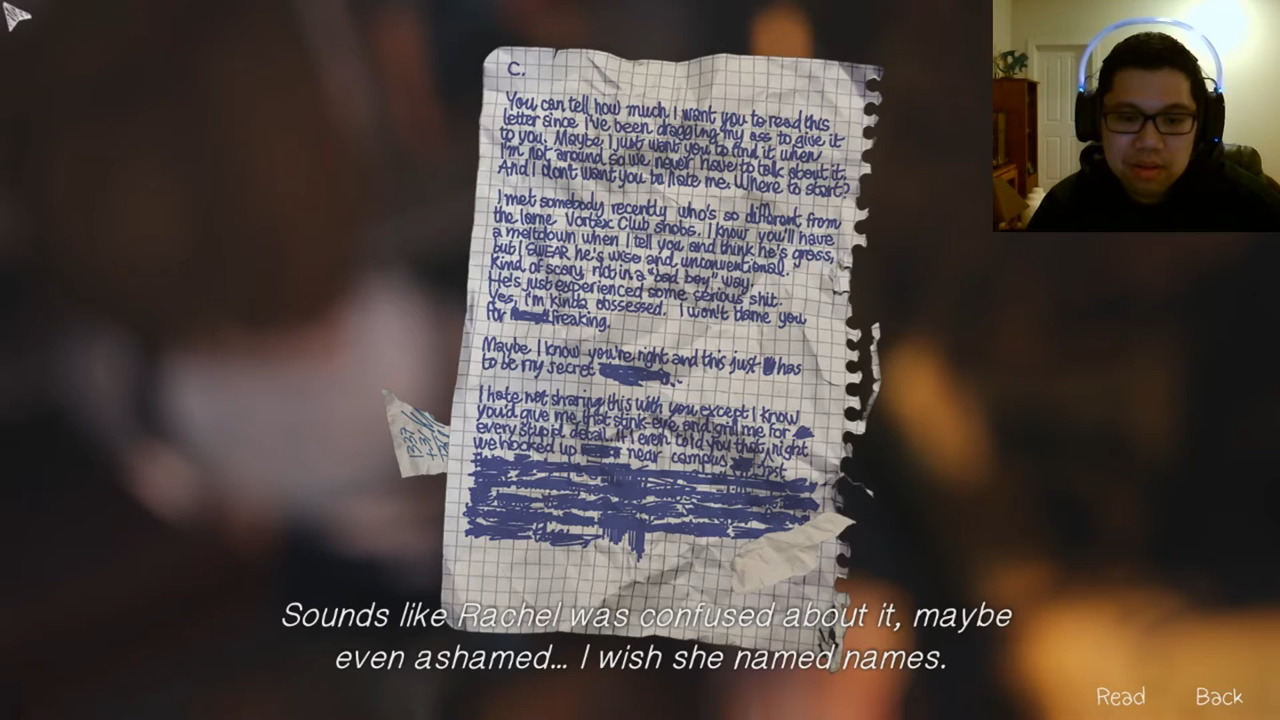 C.
You can tell how much I want you to read this
letter since I've been dragging my ass to give it
to you. Maybe I just want you to find it when
I'm not around so we never have to talk about it.
And I dont want you be hate me. Where to start?
I met somebody recently who's so different from
the lame Vortex Club snobs. I know you'll have
a meltdown when I tell you and think he's gross,
but I SWEAR he's wise and unconventional.
Kind of scary, not in a "bad boy" way.
He's just experienced some serious shit.
Yes, I'm kinda obssessed. I won't blame you
for freaking.
Maybe I know you're right and this just has
to be my secret
I hate not sharing this with you except I know
you'd give me that stink-eye and grill me for
every stupid detail. If I even told you that night
we hooked up near campus Just
Sounds like Rachel was confused about it, maybe
even ashamed... I wish she named names.
Read Back